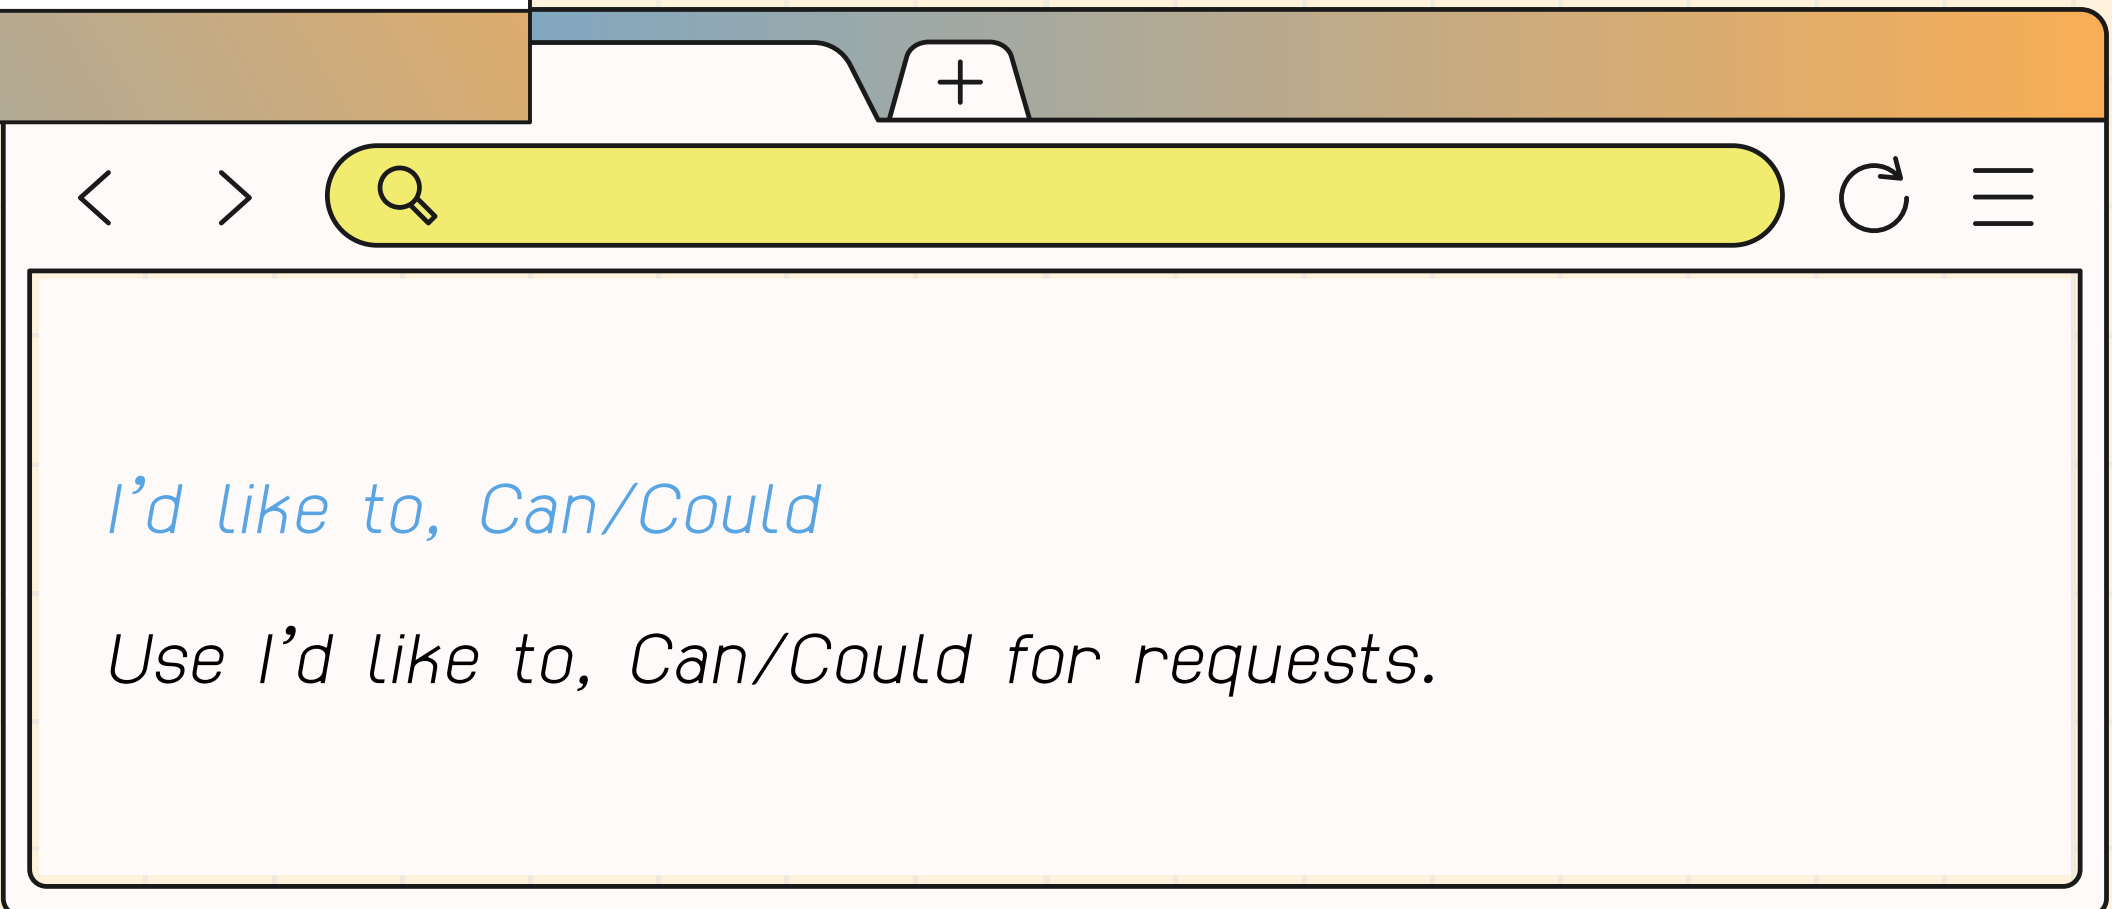 I’d like to, Can/Could
Use I’d like to, Can/Could for requests.